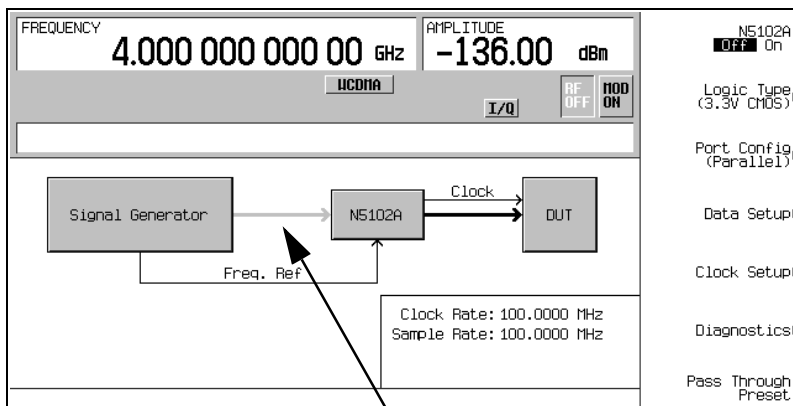 FREQUENCY
4.000 000 000 00 GHz
AMPLITUDE
-136.00 dBm
WCDMA
I/Q
RF OFF
MOD ON
Signal Generator
N5102A
Clock
DUT
Freq. Ref
Clock Rate: 100.0000 MHz
Sample Rate: 100.0000 MHz
N5102A
Off On
Logic Type
(3.3V CMOS)
Port Config
(Parallel)
Data Setup
Clock Setup
Diagnostics
Pass Through
Preset